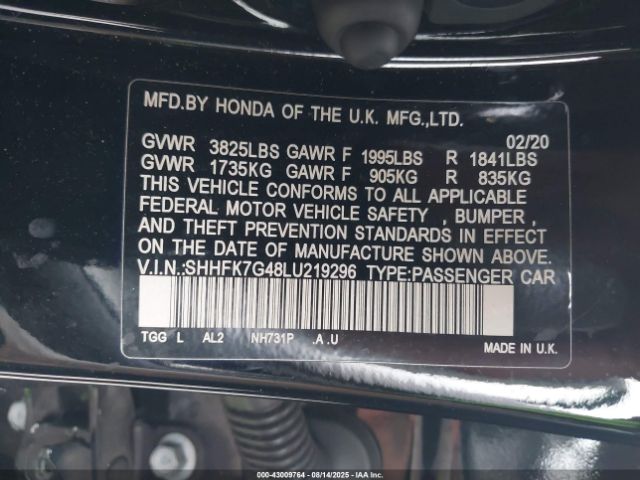 MFD.BY HONDA OF THE U.K. MFG.,LTD.
02/20
GVWR 3825LBS GAWR F 1995LBS R 1841LBS
GVWR 1735KG GAWR F 905KG R 835KG
THIS VEHICLE CONFORMS TO ALL APPLICABLE
FEDERAL MOTOR VEHICLE SAFETY , BUMPER ,
AND THEFT PREVENTION STANDARDS IN EFFECT
ON THE DATE OF MANUFACTURE SHOWN ABOVE.
V.I.N.:SHHFK7G48LU219296 TYPE:PASSENGER CAR
TGG L AL2 NH731P .A .U
MADE IN U.K.
000-43009764 - 08/14/2025 - IAA Corp.